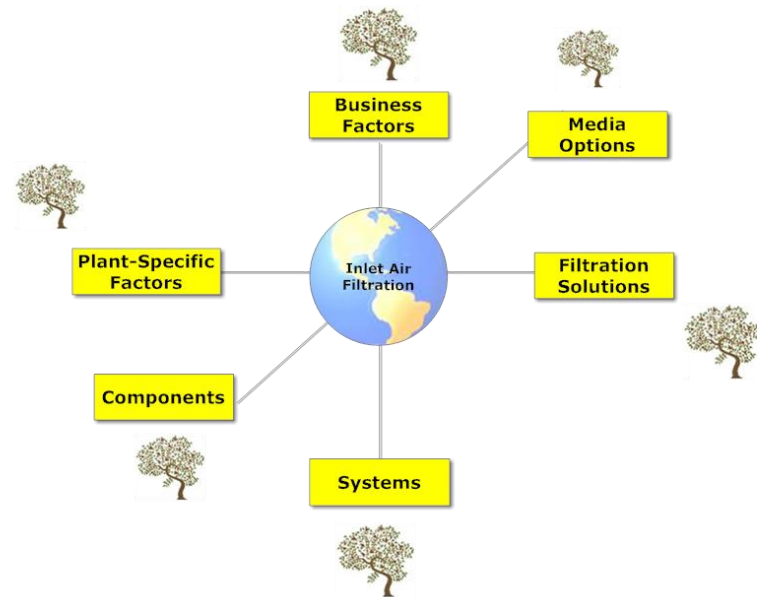 Business
Factors
Media
Options
Plant-Specific
Factors
Inlet Air
Filtration
Filtration
Solutions
Components
Systems